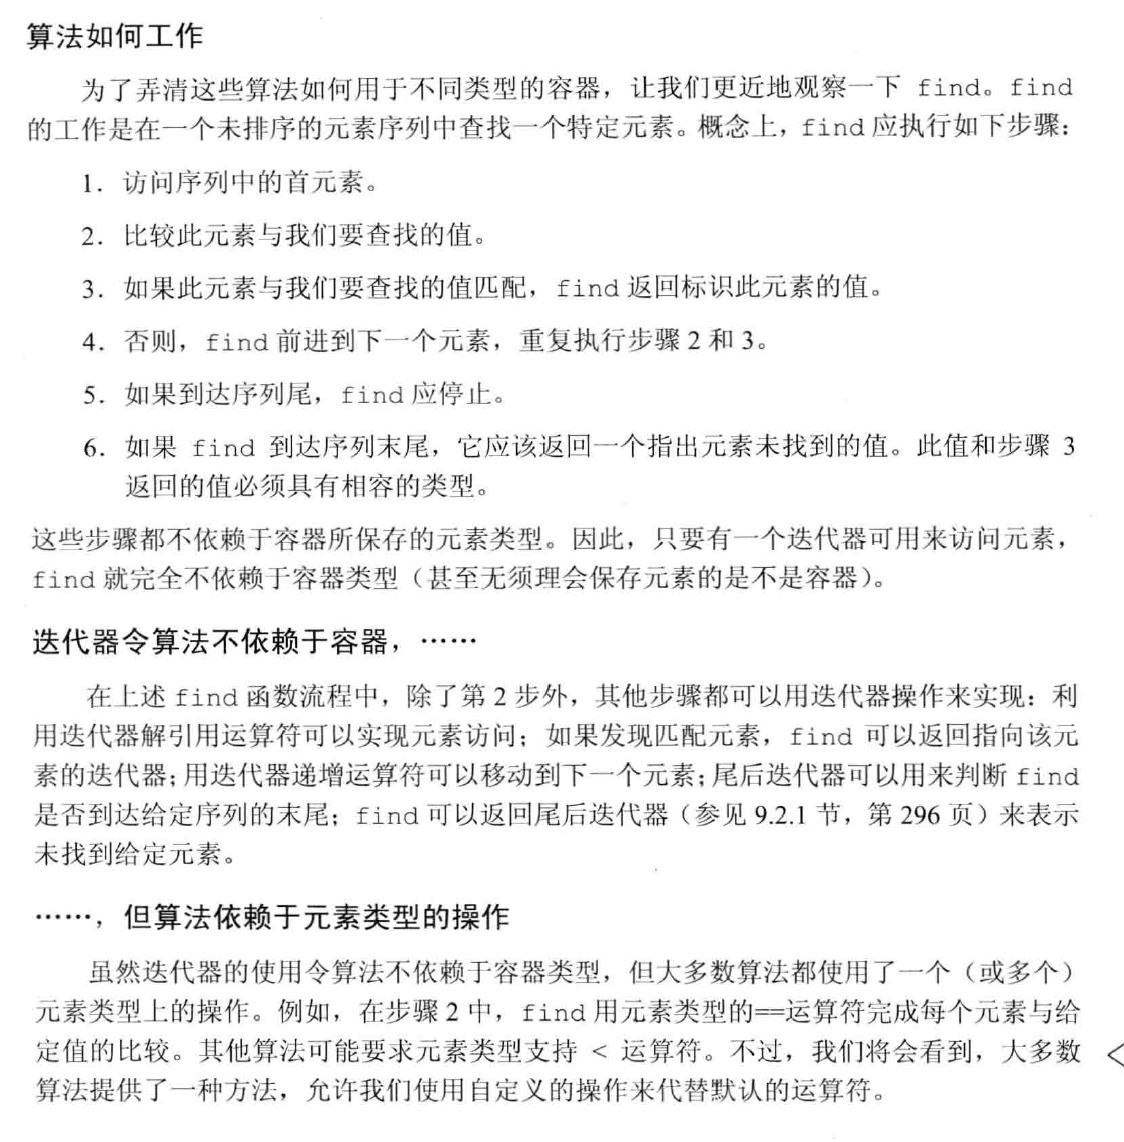 算法如何工作
为了弄清这些算法如何用于不同类型的容器，让我们更近地观察一下 find。find
的工作是在一个未排序的元素序列中查找一个特定元素。概念上，find 应执行如下步骤：
1. 访问序列中的首元素。
2. 比较此元素与我们要查找的值。
3. 如果此元素与我们要查找的值匹配，find 返回标识此元素的值。
4. 否则，find 前进到下一个元素，重复执行步骤 2 和 3。
5. 如果到达序列尾，find 应停止。
6. 如果 find 到达序列末尾，它应该返回一个指出元素未找到的值。此值和步骤 3
返回的值必须具有相容的类型。
这些步骤都不依赖于容器所保存的元素类型。因此，只要有一个迭代器可用来访问元素，
find 就完全不依赖于容器类型（甚至无须理会保存元素的是不是容器）。
迭代器令算法不依赖于容器，……
在上述 find 函数流程中，除了第 2 步外，其他步骤都可以用迭代器操作来实现：利
用迭代器解引用运算符可以实现元素访问；如果发现匹配元素，find 可以返回指向该元
素的迭代器；用迭代器递增运算符可以移动到下一个元素；尾后迭代器可以用来判断 find
是否到达给定序列的末尾；find 可以返回尾后迭代器（参见 9.2.1 节，第 296 页）来表示
未找到给定元素。
……，但算法依赖于元素类型的操作
虽然迭代器的使用令算法不依赖于容器类型，但大多数算法都使用了一个（或多个）
元素类型上的操作。例如，在步骤 2 中，find 用元素类型的==运算符完成每个元素与给
定值的比较。其他算法可能要求元素类型支持 < 运算符。不过，我们将会看到，大多数
算法提供了一种方法，允许我们使用自定义的操作来代替默认的运算符。